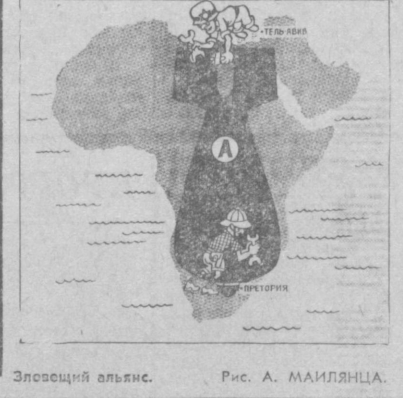 • ТЕЛЬ-АВИВ
А
• ПРЕТОРИЯ
Зловещий альянс.
Рис. А. МАИЛЯНЦА.